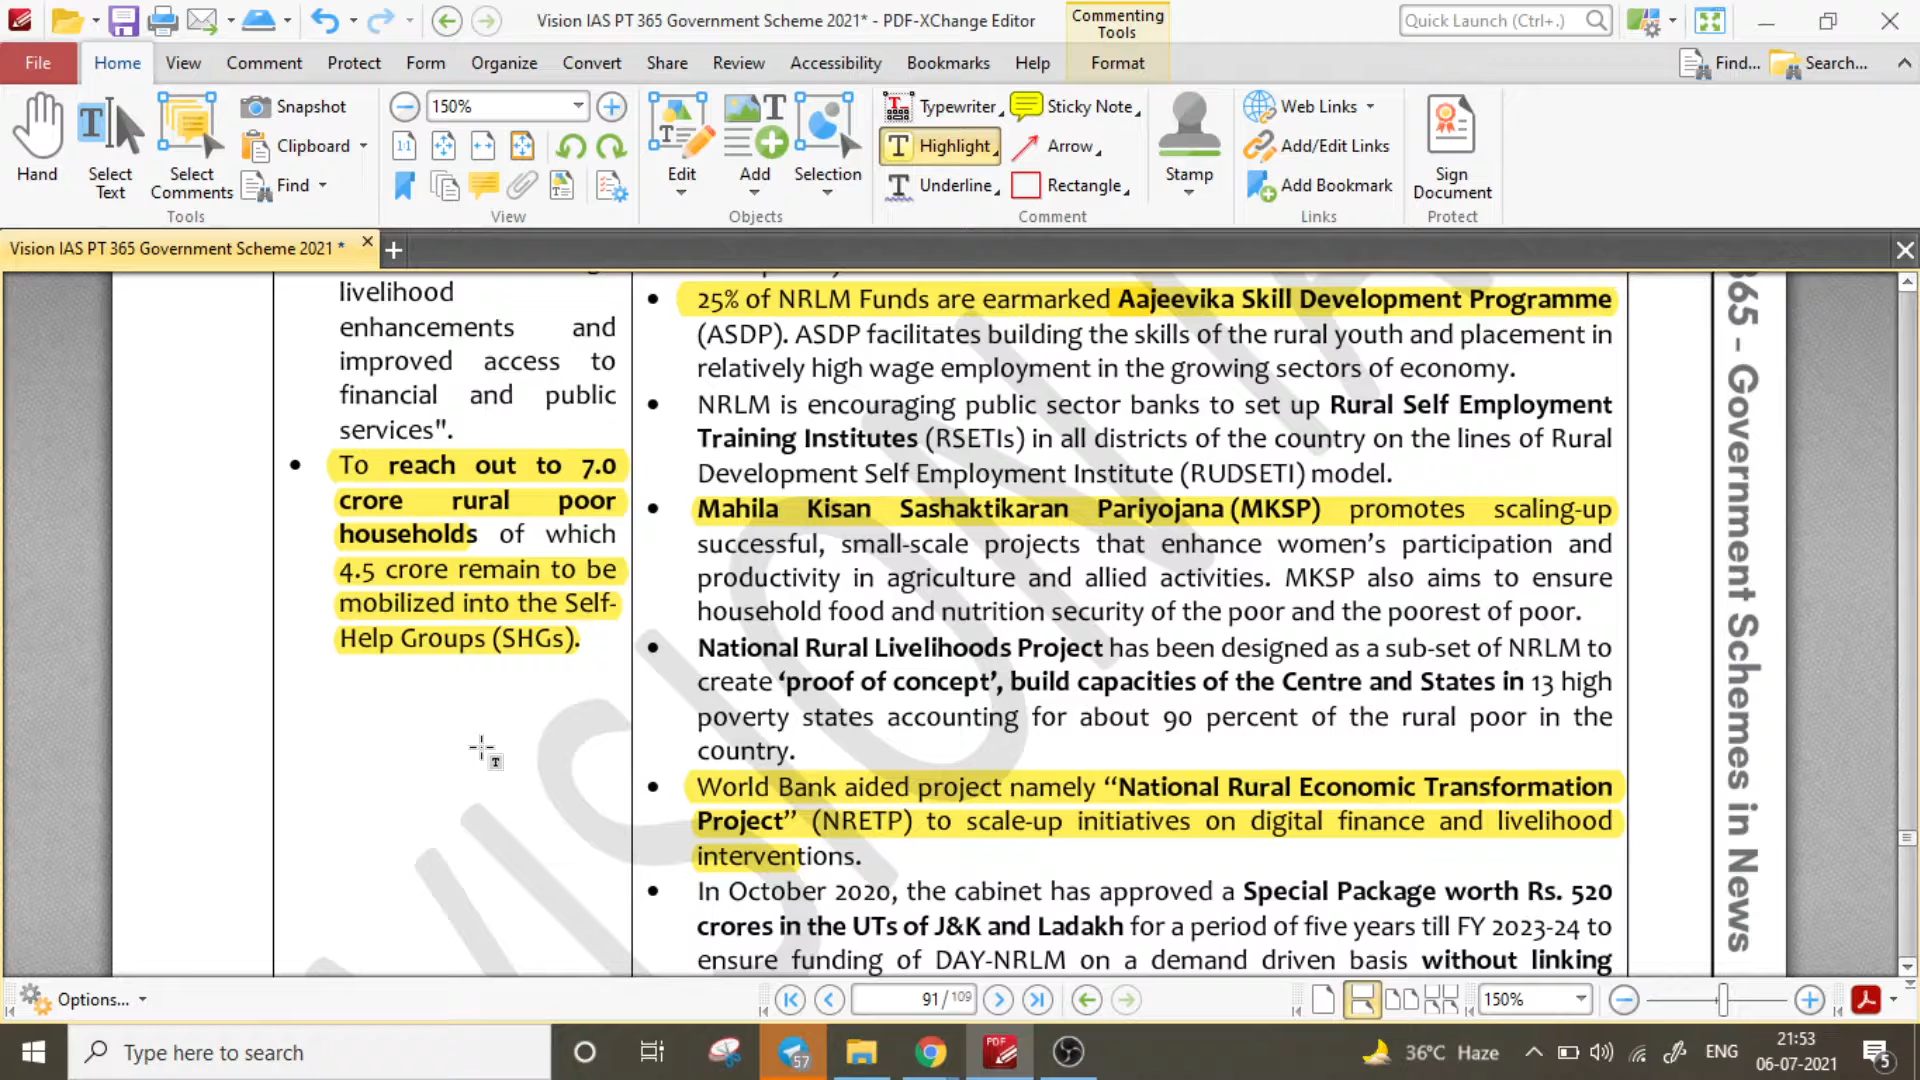 Vision IAS PT 365 Government Scheme 2021* - PDF-XChange Editor
Commenting Tools
Quick Launch (Ctrl+.)
File Home View Comment Protect Form Organize Convert Share Review Accessibility Bookmarks Help Format Find... Search...
Hand
Select Text
Select Comments
Snapshot
Clipboard
Find
Tools
150%
View
Edit
Add
Selection
Objects
Typewriter
Highlight
Underline
Sticky Note
Arrow
Rectangle
Comment
Stamp
Web Links
Add/Edit Links
Add Bookmark
Links
Sign Document
Protect
Vision IAS PT 365 Government Scheme 2021 *
livelihood
enhancements and
improved access to
financial and public
services".
• To reach out to 7.0
crore rural poor
households of which
4.5 crore remain to be
mobilized into the Self-
Help Groups (SHGs).
• 25% of NRLM Funds are earmarked Aajeevika Skill Development Programme
(ASDP). ASDP facilitates building the skills of the rural youth and placement in
relatively high wage employment in the growing sectors of economy.
• NRLM is encouraging public sector banks to set up Rural Self Employment
Training Institutes (RSETIs) in all districts of the country on the lines of Rural
Development Self Employment Institute (RUDSETI) model.
• Mahila Kisan Sashaktikaran Pariyojana (MKSP) promotes scaling-up
successful, small-scale projects that enhance women's participation and
productivity in agriculture and allied activities. MKSP also aims to ensure
household food and nutrition security of the poor and the poorest of poor.
• National Rural Livelihoods Project has been designed as a sub-set of NRLM to
create 'proof of concept', build capacities of the Centre and States in 13 high
poverty states accounting for about 90 percent of the rural poor in the
country.
• World Bank aided project namely "National Rural Economic Transformation
Project" (NRETP) to scale-up initiatives on digital finance and livelihood
interventions.
• In October 2020, the cabinet has approved a Special Package worth Rs. 520
crores in the UTs of J&K and Ladakh for a period of five years till FY 2023-24 to
ensure funding of DAY-NRLM on a demand driven basis without linking
365 - Government Schemes in News
VISION IA
Options...
91 / 109
150%
Type here to search
57
PDF
36°C Haze
ENG
21:53
06-07-2021
5